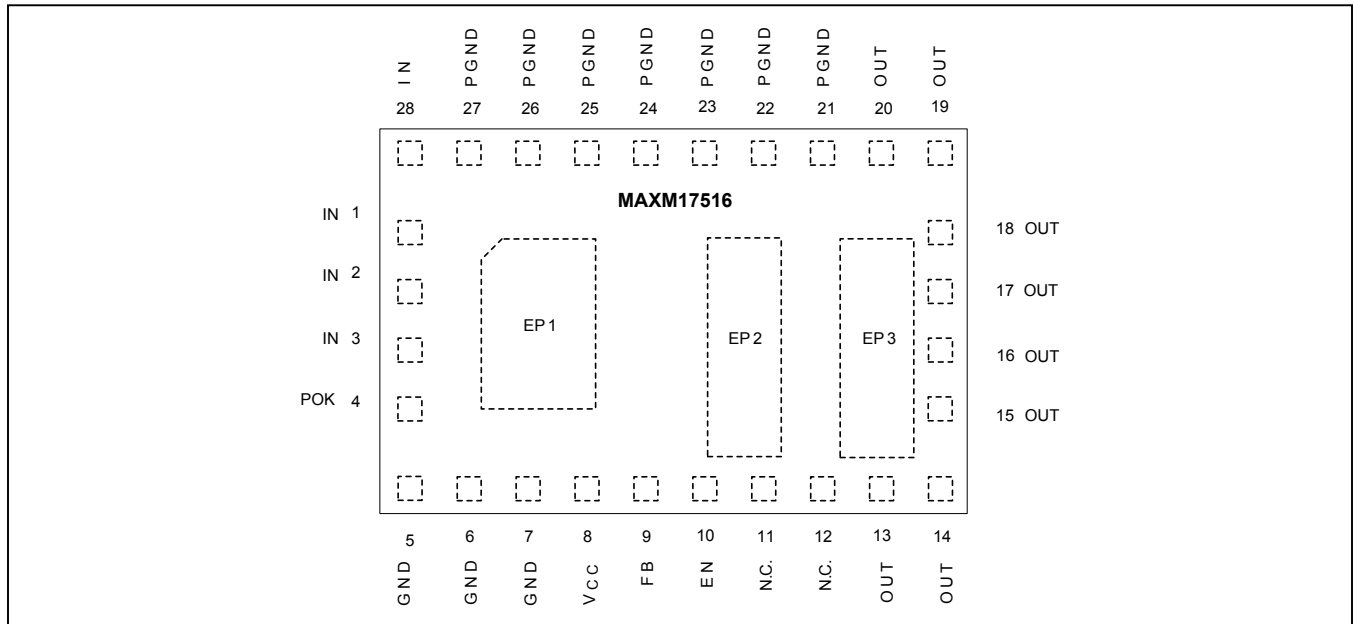 IN PGND PGND PGND PGND PGND PGND PGND OUT OUT
28 27 26 25 24 23 22 21 20 19
MAXM17516
IN 1
18 OUT
IN 2
17 OUT
IN 3
EP1
EP2
EP3
16 OUT
POK 4
15 OUT
5 6 7 8 9 10 11 12 13 14
GND GND GND VCC FB EN N.C. N.C. OUT OUT